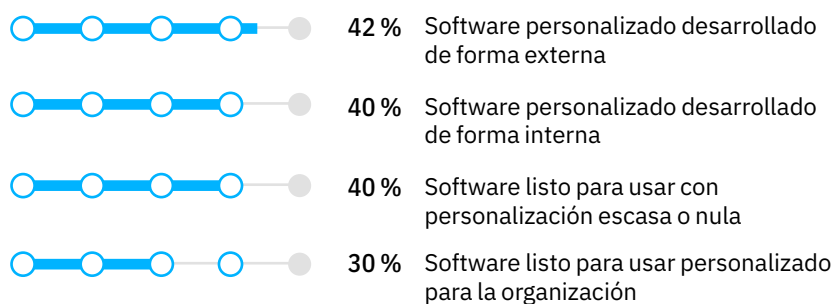 42 % Software personalizado desarrollado
de forma externa
40 % Software personalizado desarrollado
de forma interna
40 % Software listo para usar con
personalización escasa o nula
30 % Software listo para usar personalizado
para la organización